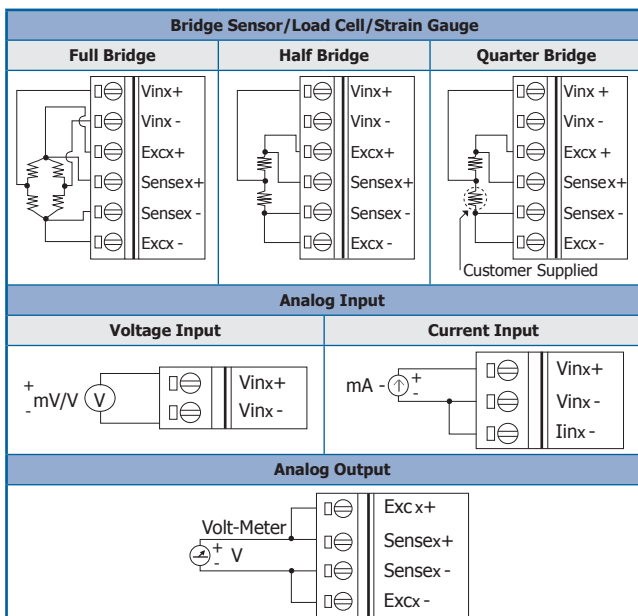 Bridge Sensor/Load Cell/Strain Gauge
Full Bridge
Half Bridge
Quarter Bridge
Vinx+
Vinx -
Excx+
Sensex+
Sensex -
Excx -
Vinx+
Vinx -
Excx+
Sensex+
Sensex -
Excx -
Vinx +
Vinx -
Excx +
Sensex+
Sensex -
Excx -
Customer Supplied
Analog Input
Voltage Input
Current Input
+
- mV/V V
Vinx+
Vinx -
mA - + -
Vinx+
Vinx -
Iinx -
Analog Output
Volt-Meter
+ - V
Exc x+
Sensex+
Sensex -
Excx -